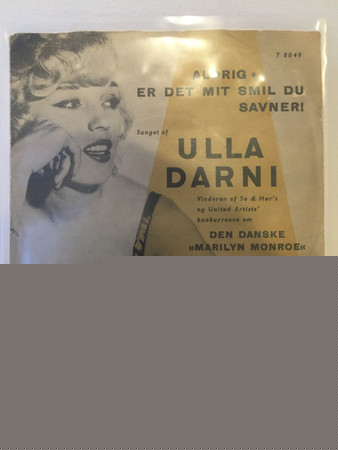 T 8049
ALDRIG •
ER DET MIT SMIL DU
SAVNER!
Sunget af
ULLA
DARNI
Vinderen af Se & Hør's
og United Artists'
konkurrence om
DEN DANSKE
»MARILYN MONROE«